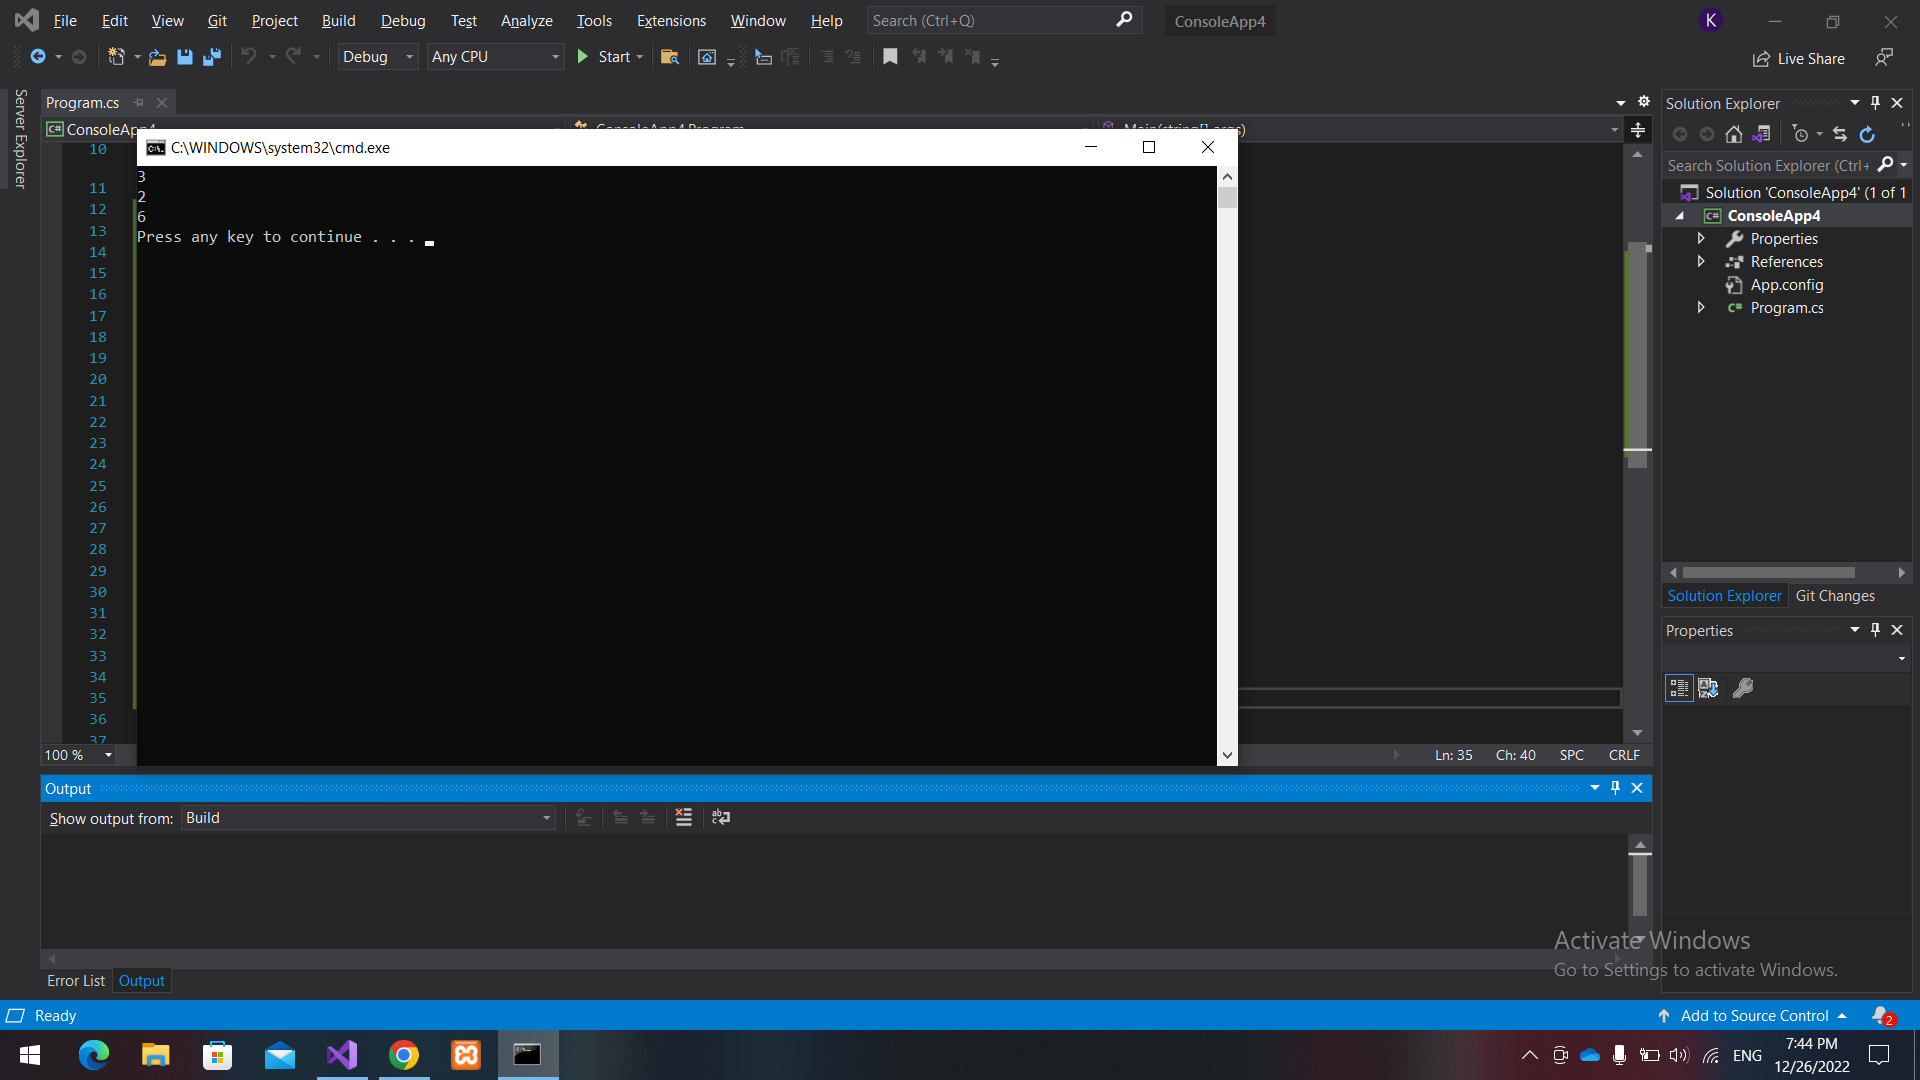 File Edit View Git Project Build Debug Test Analyze Tools Extensions Window Help Search (Ctrl+Q) ConsoleApp4 K
Debug Any CPU Start Live Share
Server Explorer
Program.cs
ConsoleApp4 ConsoleApp4.Program Main(string[] args)
C:\WINDOWS\system32\cmd.exe
3
2
6
Press any key to continue . . .
10
11
12
13
14
15
16
17
18
19
20
21
22
23
24
25
26
27
28
29
30
31
32
33
34
35
36
37
100 % Ln: 35 Ch: 40 SPC CRLF
Output
Show output from: Build
Error List Output
Solution Explorer
Search Solution Explorer (Ctrl+
Solution 'ConsoleApp4' (1 of 1
ConsoleApp4
Properties
References
App.config
Program.cs
Solution Explorer Git Changes
Properties
Activate Windows
Go to Settings to activate Windows.
Ready Add to Source Control 2
ENG 7:44 PM
12/26/2022